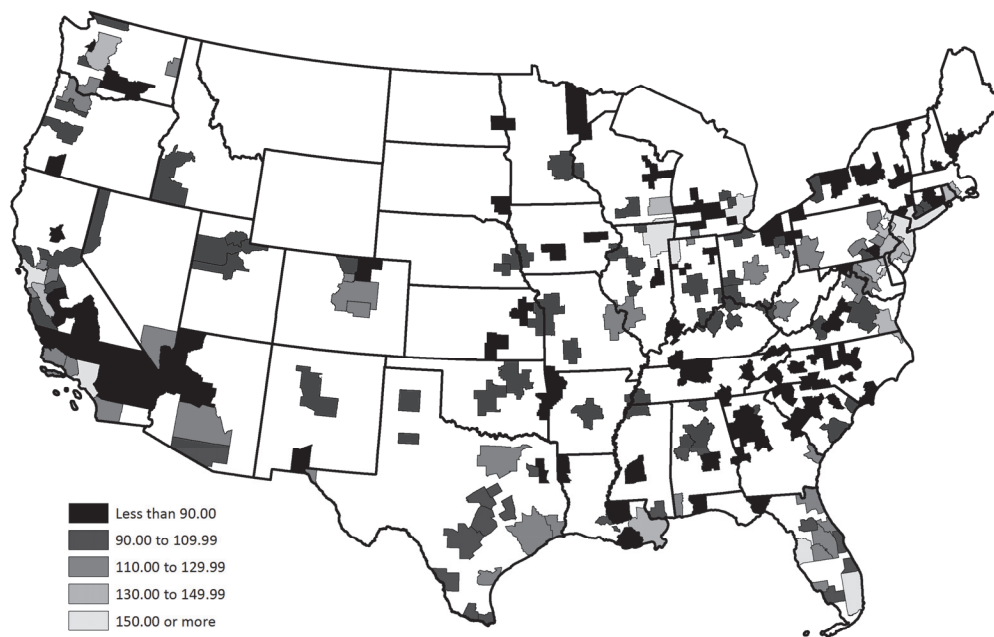 Less than 90.00
90.00 to 109.99
110.00 to 129.99
130.00 to 149.99
150.00 or more